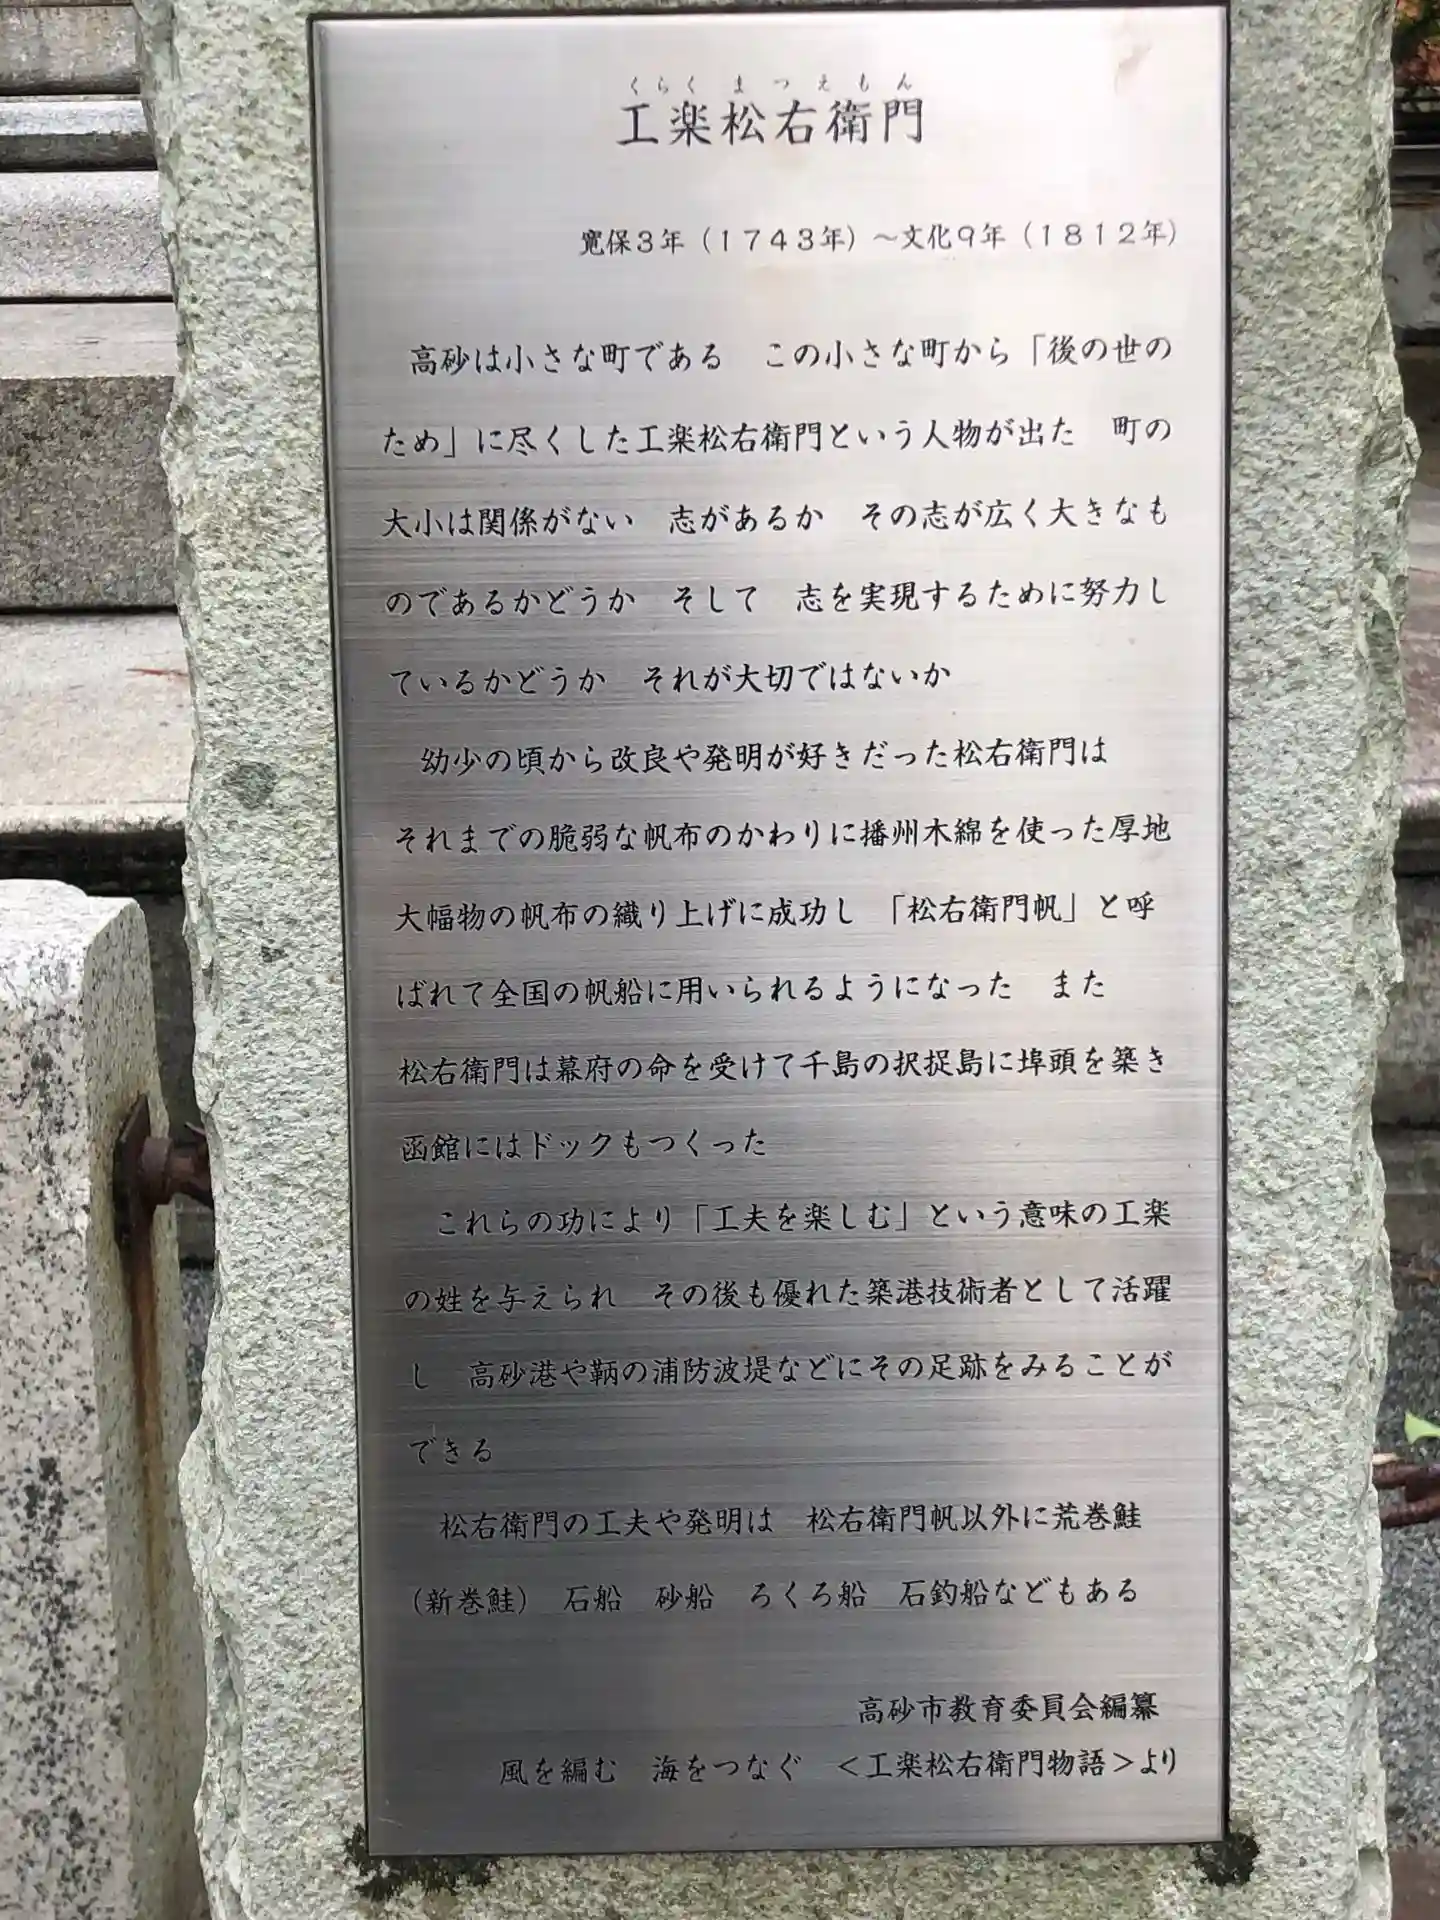 くらくまつえもん
工楽松右衛門
寛保3年(1743年)～文化9年(1812年)
高砂は小さな町である　この小さな町から「後の世の
ため」に尽くした工楽松右衛門という人物が出た　町の
大小は関係がない　志があるか　その志が広く大きなも
のであるかどうか　そして　志を実現するために努力し
ているかどうか　それが大切ではないか
幼少の頃から改良や発明が好きだった松右衛門は
それまでの脆弱な帆布のかわりに播州木綿を使った厚地
大幅物の帆布の織り上げに成功し　「松右衛門帆」と呼
ばれて全国の帆船に用いられるようになった　また
松右衛門は幕府の命を受けて千島の択捉島に埠頭を築き
函館にはドックもつくった
これらの功により「工夫を楽しむ」という意味の工楽
の姓を与えられ　その後も優れた築港技術者として活躍
し　高砂港や鞆の浦防波堤などにその足跡をみることが
できる
松右衛門の工夫や発明は　松右衛門帆以外に荒巻鮭
(新巻鮭)　石船　砂船　ろくろ船　石釣船などもある
高砂市教育委員会編纂
風を編む　海をつなぐ　＜工楽松右衛門物語＞より